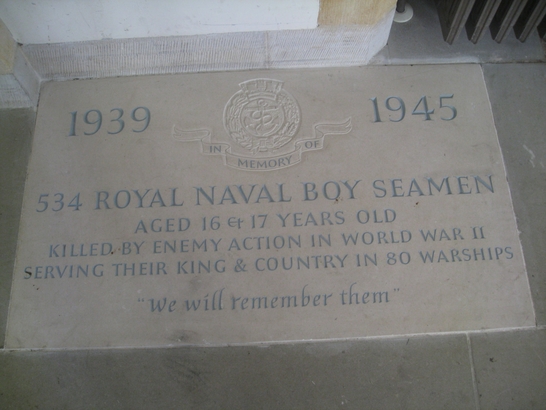 1939 1945
IN MEMORY OF
534 ROYAL NAVAL BOY SEAMEN
AGED 16 & 17 YEARS OLD
KILLED BY ENEMY ACTION IN WORLD WAR II
SERVING THEIR KING & COUNTRY IN 80 WARSHIPS
"We will remember them"